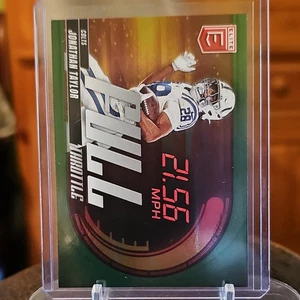 ELITE
E
COLTS
JONATHAN TAYLOR
FULL
THROTTLE
28
21.56
MPH